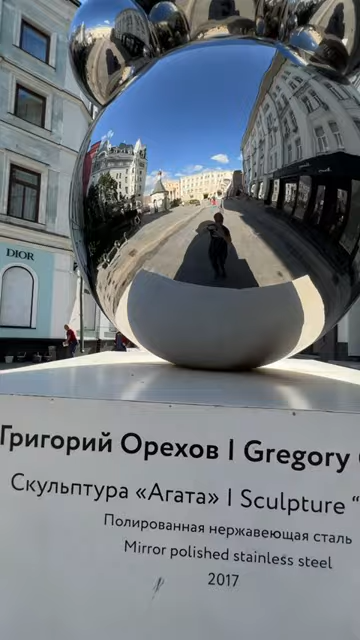 DIOR
Григорий Орехов | Gregory
Скульптура «Агата» | Sculpture “
Полированная нержавеющая сталь
Mirror polished stainless steel
2017